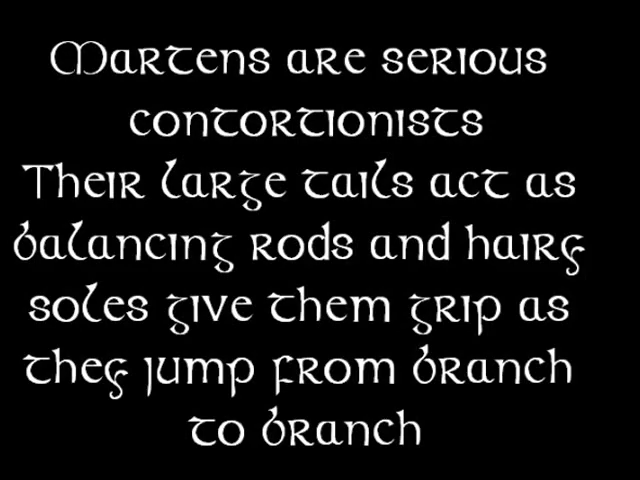 Martens are serious
contortionists
Their large tails act as
balancing rods and hairy
soles give them grip as
they jump from branch
to branch